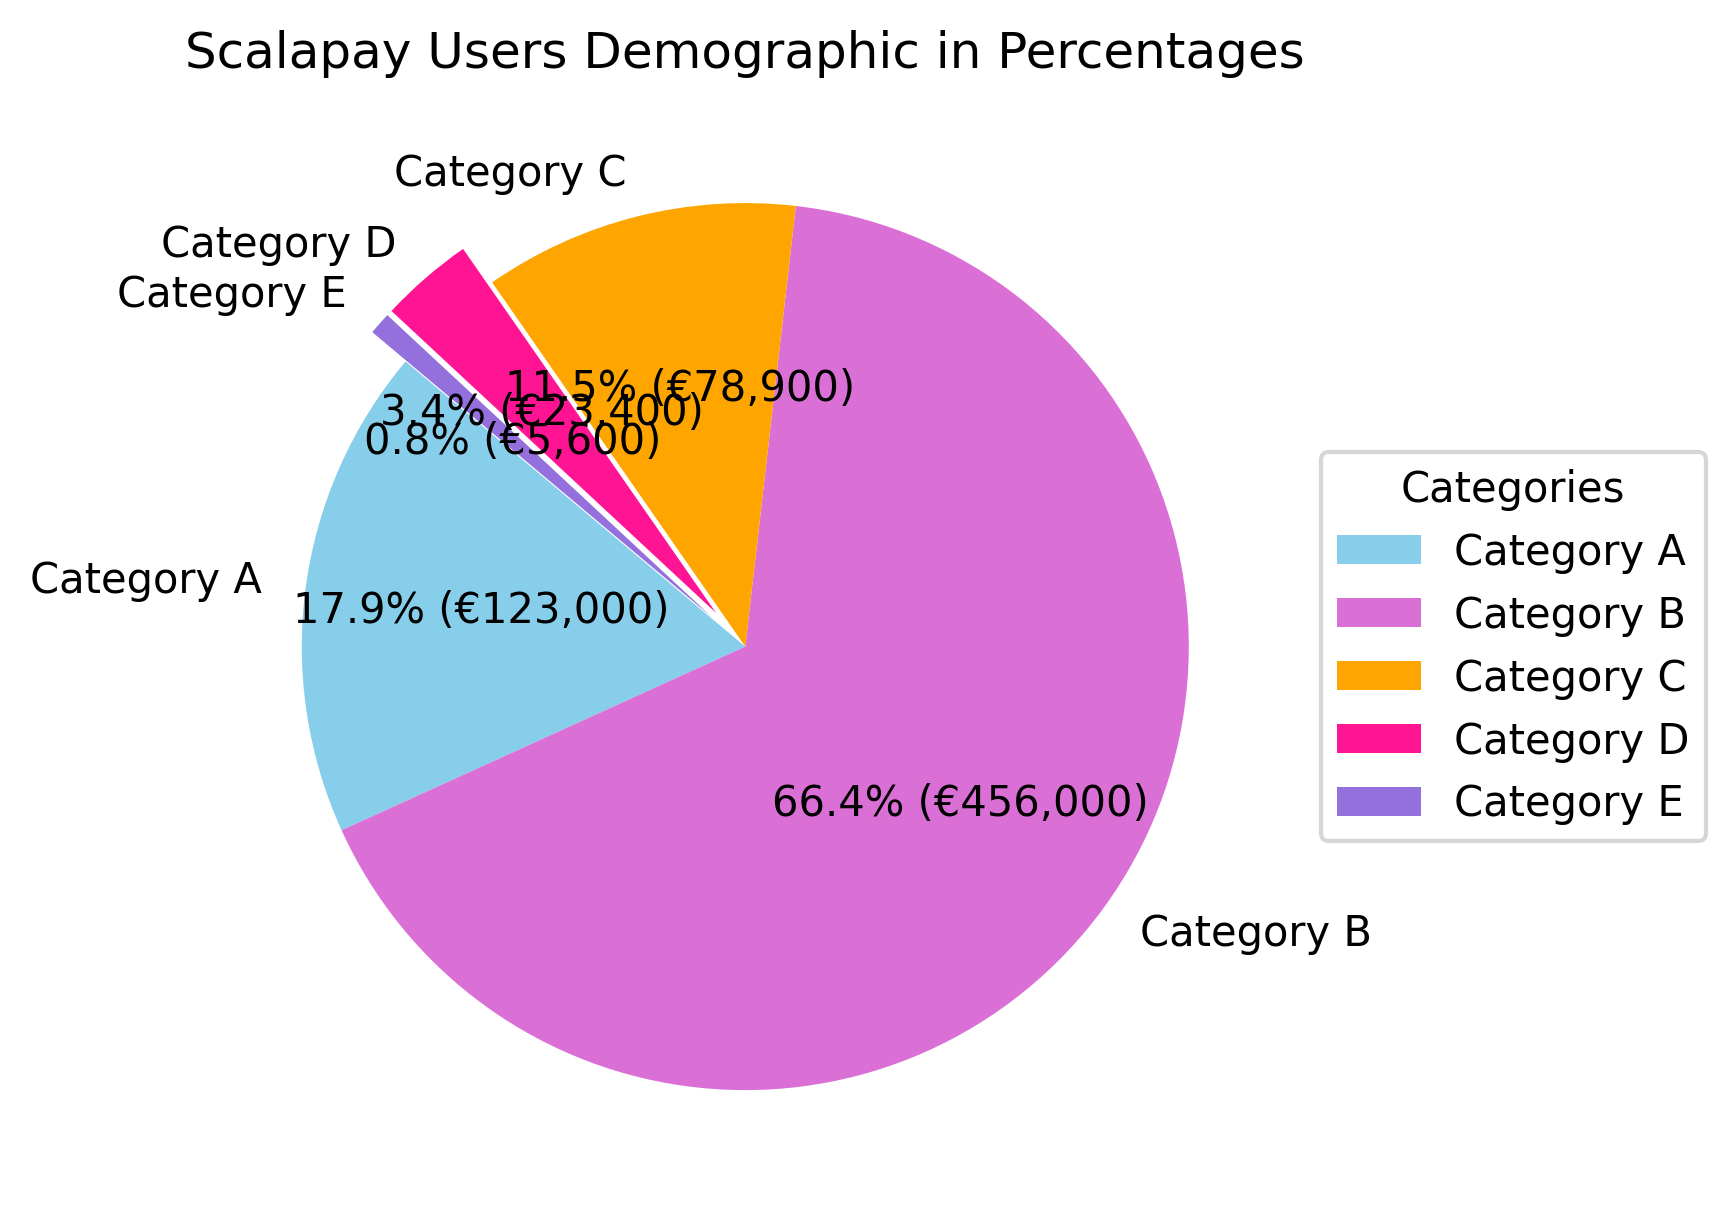 Scalapay Users Demographic in Percentages
Category C
Category D
Category E
11.5% (€78,900)
3.4% (€23,400)
0.8% (€5,600)
Category A
17.9% (€123,000)
66.4% (€456,000)
Category B
Categories
Category A
Category B
Category C
Category D
Category E